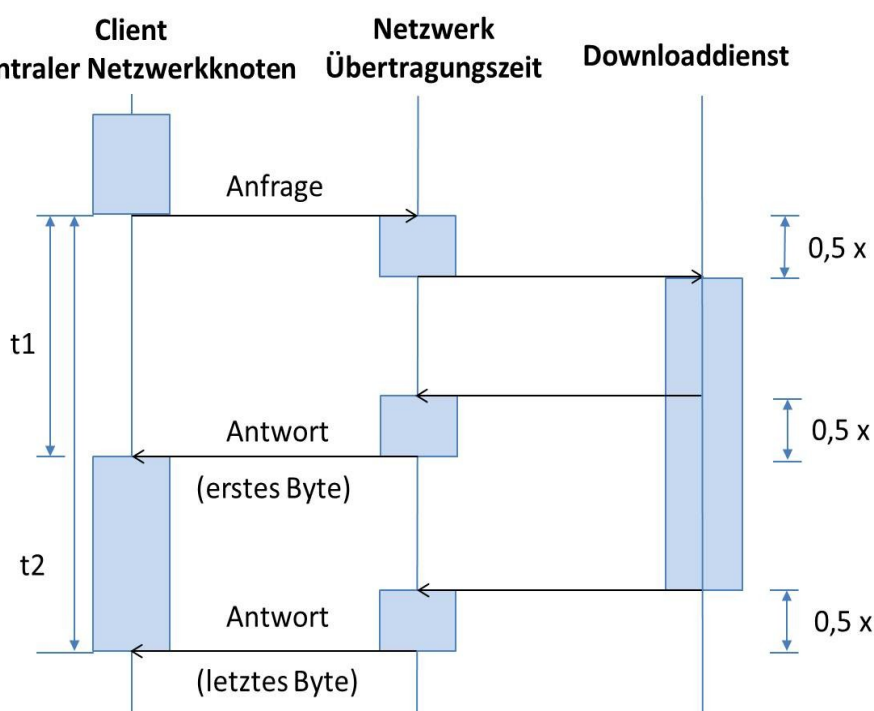 Client
ntraler Netzwerkknoten
Netzwerk
Übertragungszeit
Downloaddienst
Anfrage
0,5 x
t1
Antwort
(erstes Byte)
0,5 x
t2
Antwort
(letztes Byte)
0,5 x